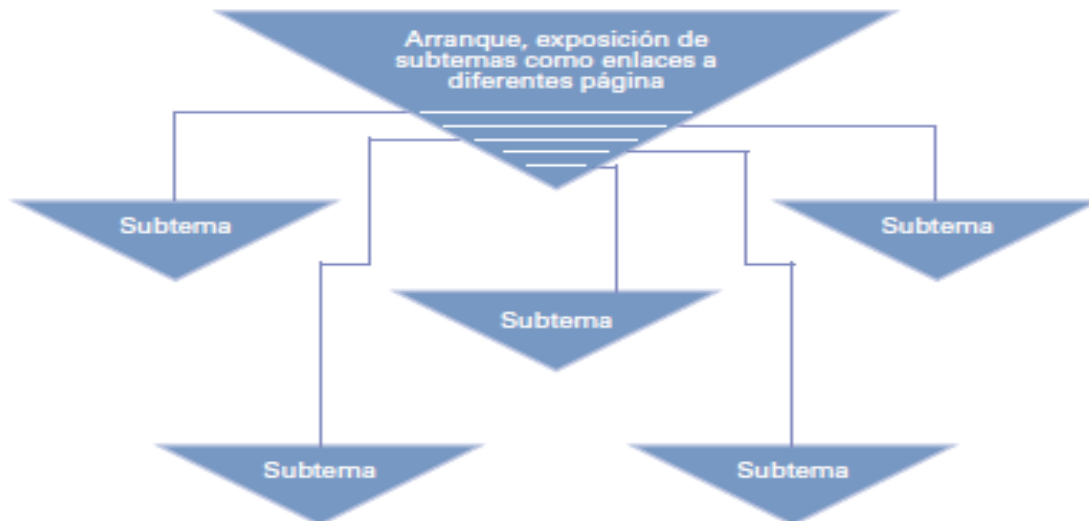 Arranque, exposición de
subtemas como enlaces a
diferentes página
Subtema
Subtema
Subtema
Subtema
Subtema